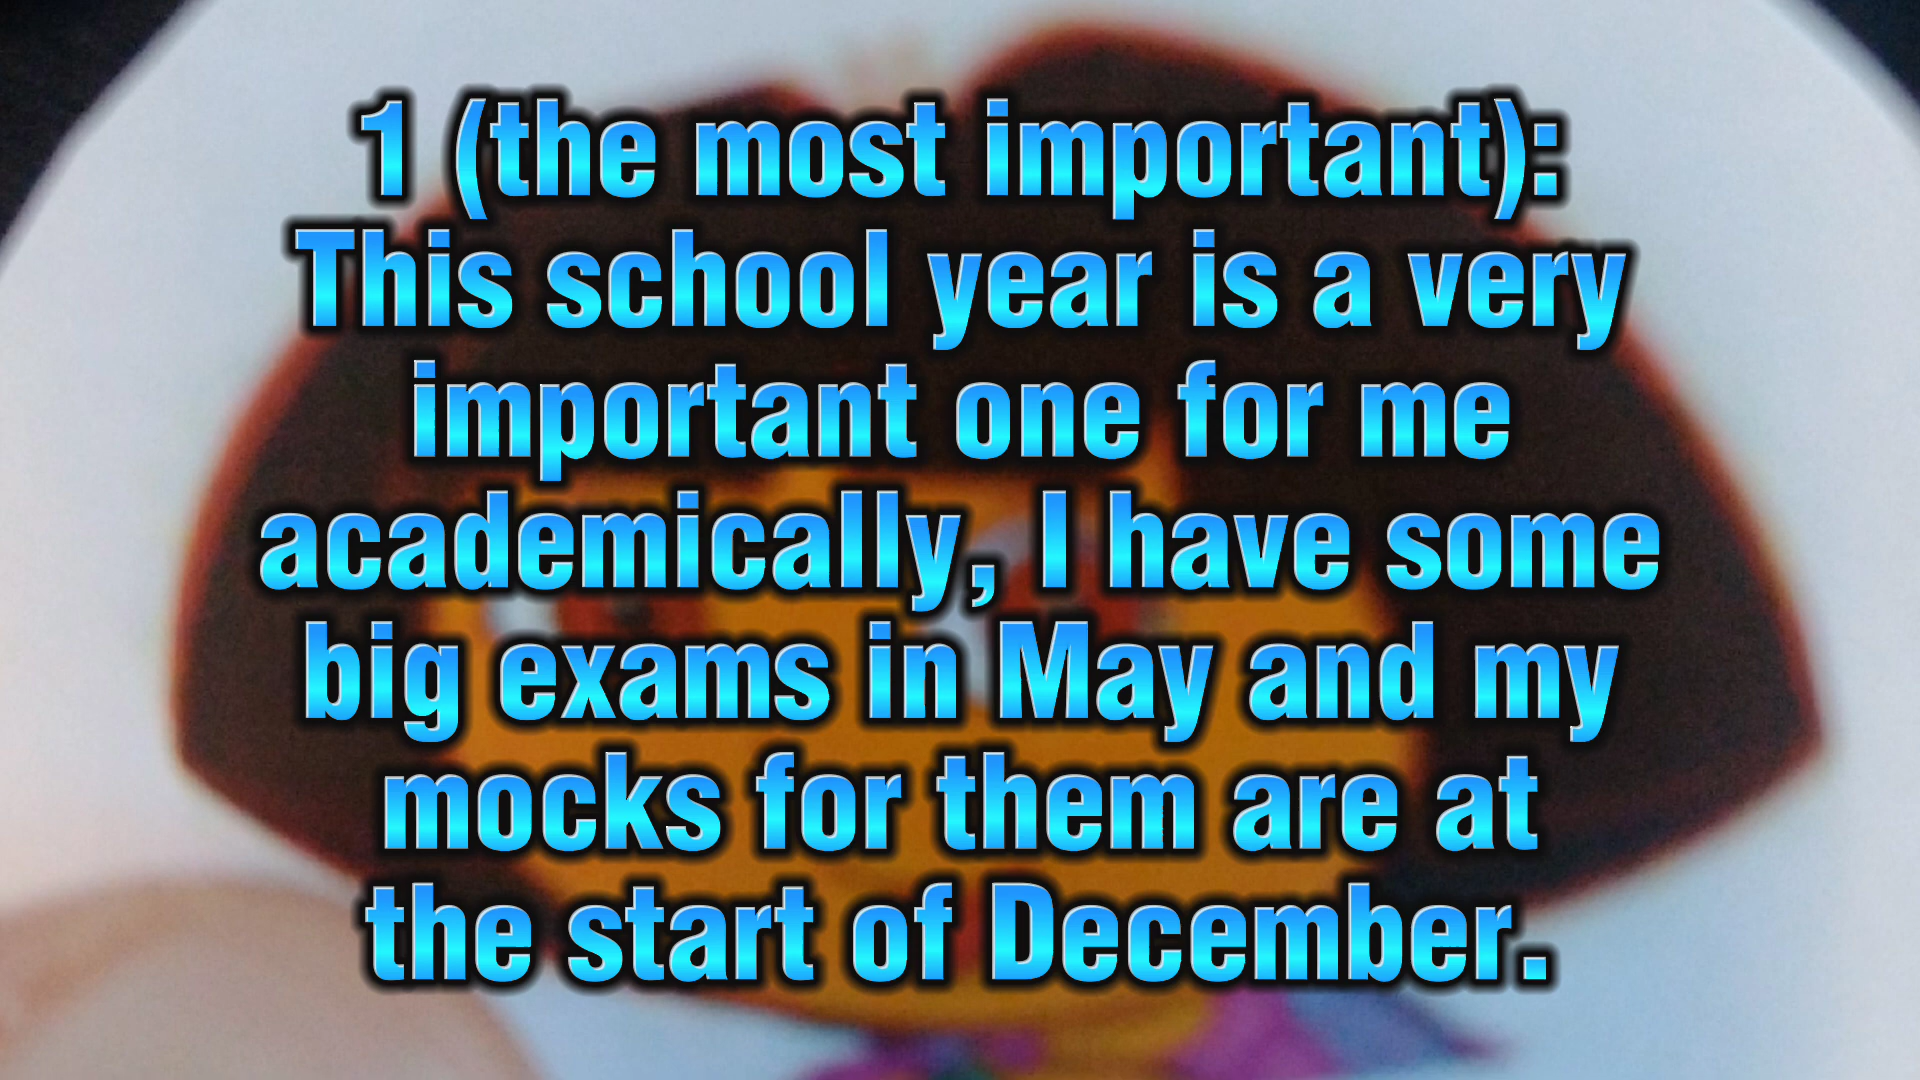 1 (the most important):
This school year is a very
important one for me
academically, I have some
big exams in May and my
mocks for them are at
the start of December.